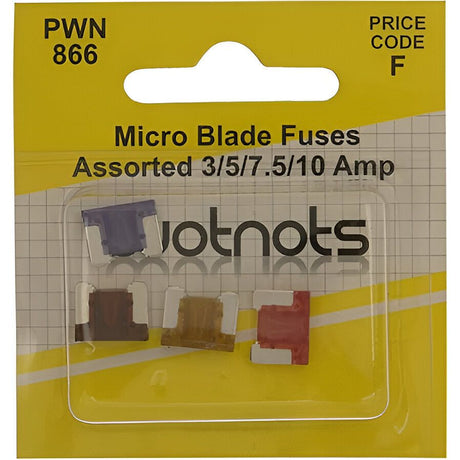 PWN
866
PRICE
CODE
F
Micro Blade Fuses
Assorted 3/5/7.5/10 Amp
wotnots